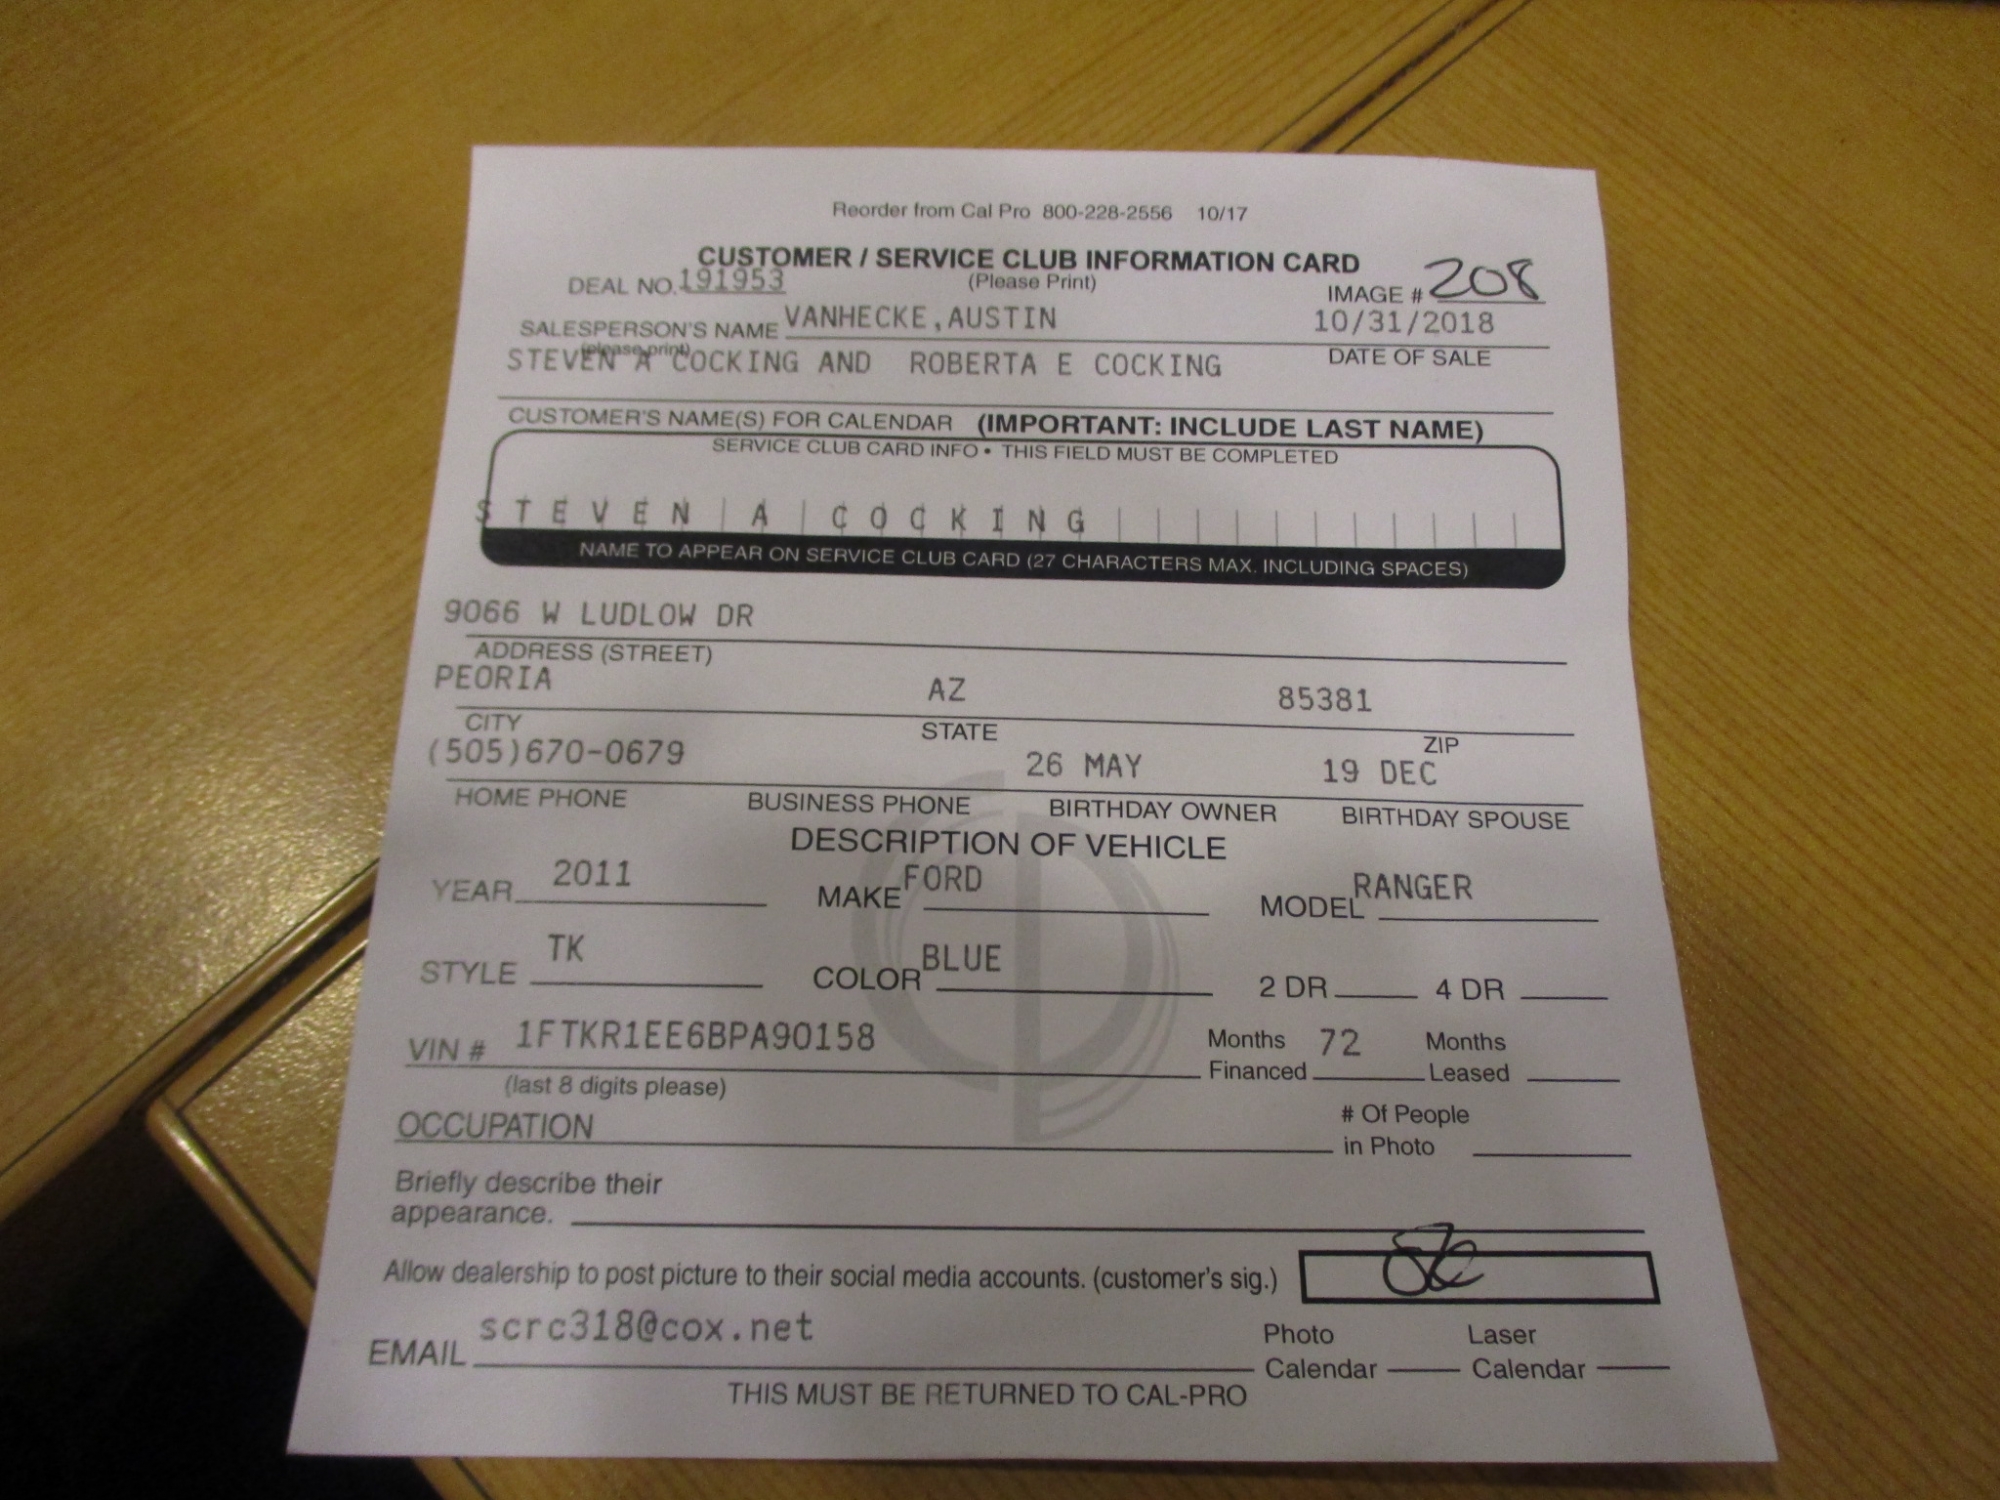 Reorder from Cal Pro 800-228-2556 10/17
CUSTOMER / SERVICE CLUB INFORMATION CARD
DEAL NO. 191953 (Please Print) IMAGE # 208
SALESPERSON'S NAME VANHECKE,AUSTIN 10/31/2018
(please print) DATE OF SALE
STEVEN A COCKING AND ROBERTA E COCKING
CUSTOMER'S NAME(S) FOR CALENDAR (IMPORTANT: INCLUDE LAST NAME)
SERVICE CLUB CARD INFO • THIS FIELD MUST BE COMPLETED
STEVEN A COCKING
NAME TO APPEAR ON SERVICE CLUB CARD (27 CHARACTERS MAX. INCLUDING SPACES)
9066 W LUDLOW DR
ADDRESS (STREET)
PEORIA AZ 85381
CITY STATE ZIP
(505)670-0679 26 MAY 19 DEC
HOME PHONE BUSINESS PHONE BIRTHDAY OWNER BIRTHDAY SPOUSE
DESCRIPTION OF VEHICLE
YEAR 2011 MAKE FORD MODEL RANGER
STYLE TK COLOR BLUE 2 DR 4 DR
VIN # 1FTKR1EE6BPA90158 Months Financed 72 Months Leased
(last 8 digits please)
OCCUPATION # Of People in Photo
Briefly describe their
appearance.
Allow dealership to post picture to their social media accounts. (customer's sig.)
EMAIL scrc318@cox.net Photo Calendar Laser Calendar
THIS MUST BE RETURNED TO CAL-PRO